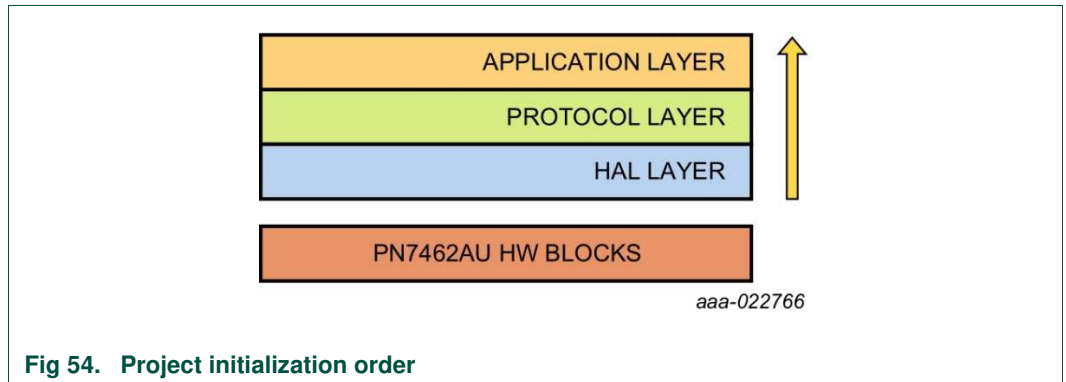 APPLICATION LAYER
PROTOCOL LAYER
HAL LAYER
PN7462AU HW BLOCKS
aaa-022766
Fig 54. Project initialization order